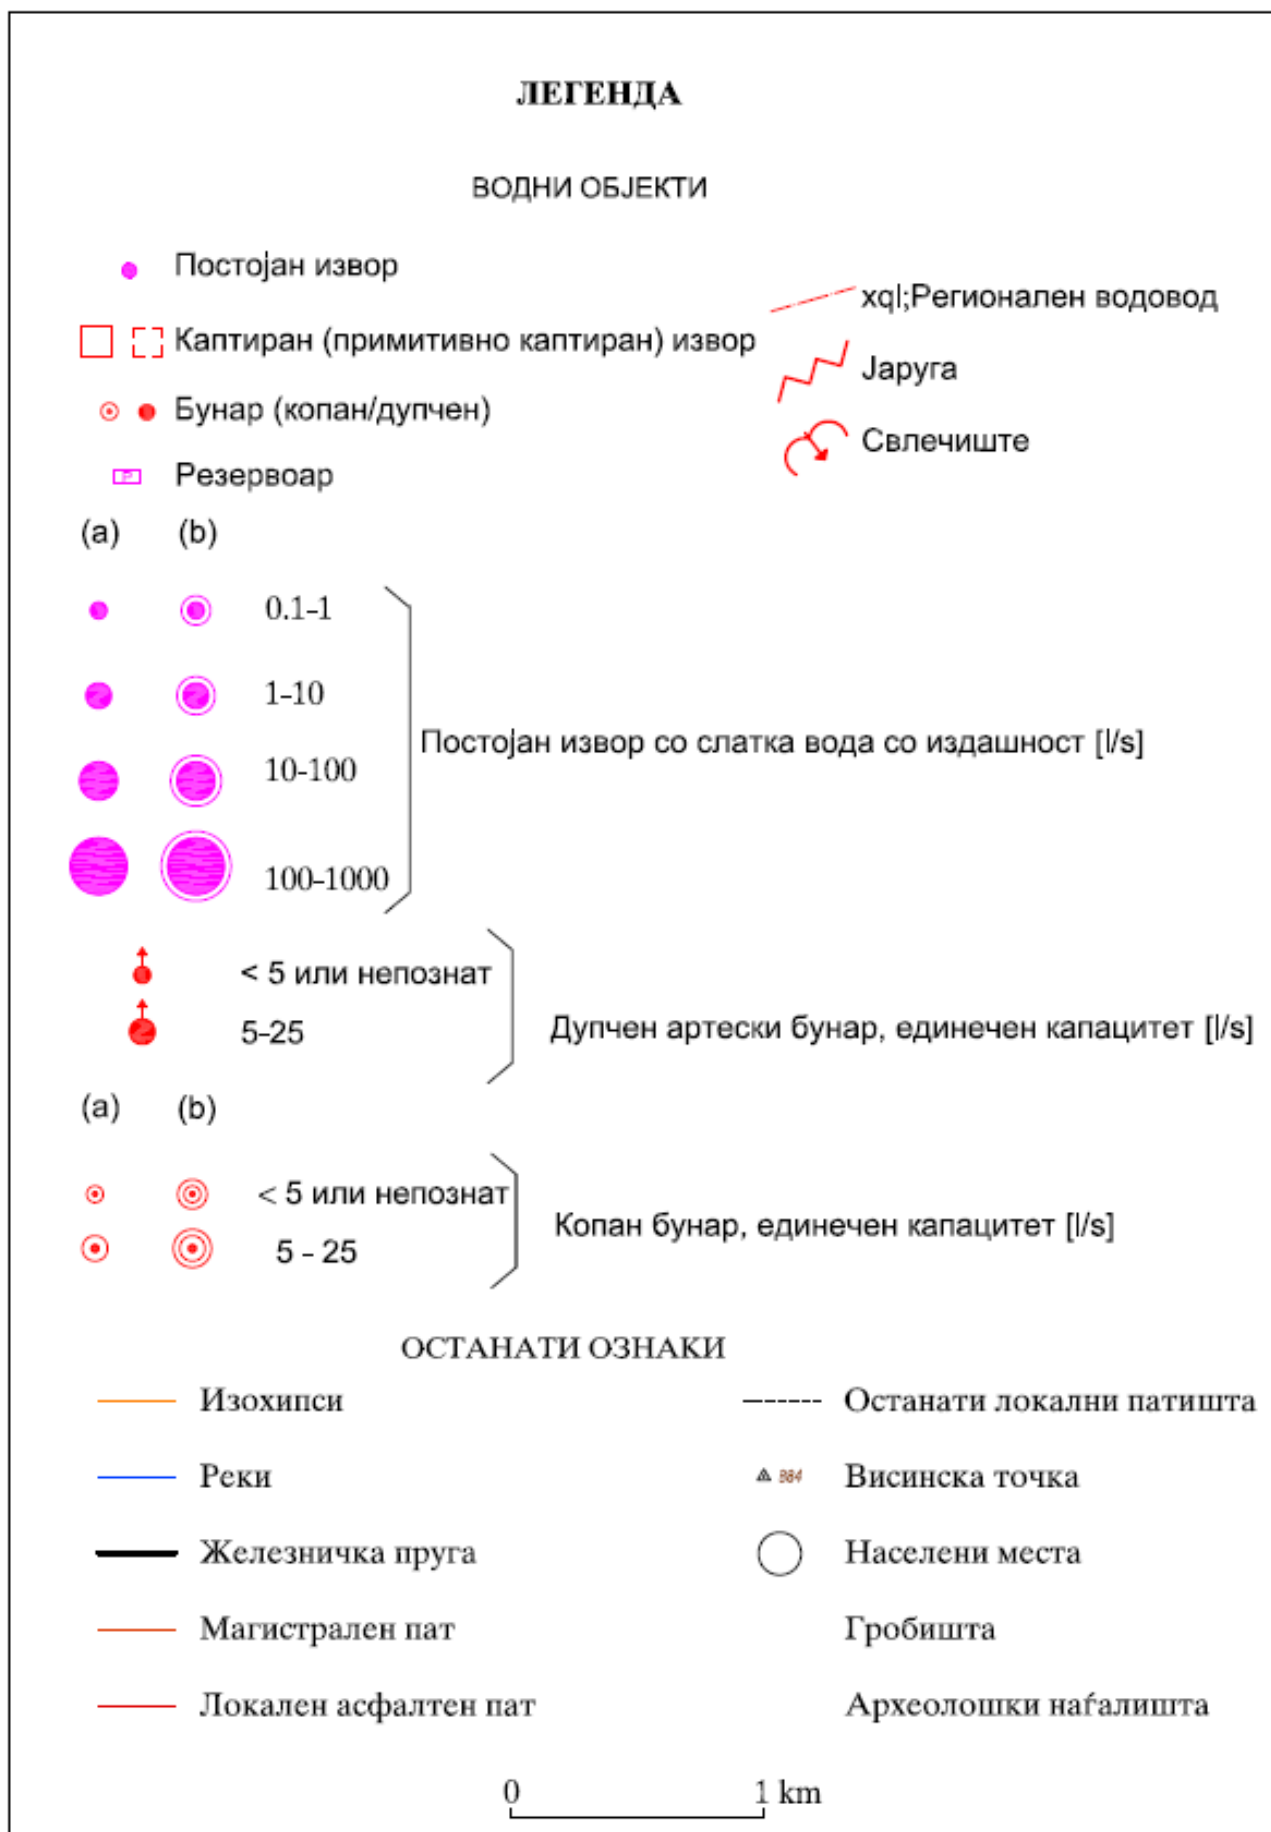 ЛЕГЕНДА
ВОДНИ ОБЈЕКТИ
Постојан извор
Каптиран (примитивно каптиран) извор
Бунар (копан/дупчен)
Резервоар
xql;Регионален водовод
Јаруга
Свлечиште
(a) (b)
0.1-1
1-10
10-100
100-1000
Постојан извор со слатка вода со издашност [l/s]
< 5 или непознат
5-25
Дупчен артески бунар, единечен капацитет [l/s]
(a) (b)
< 5 или непознат
5 - 25
Копан бунар, единечен капацитет [l/s]
ОСТАНАТИ ОЗНАКИ
Изохипси
Реки
Железничка пруга
Магистрален пат
Локален асфалтен пат
Останати локални патишта
984 Висинска точка
Населени места
Гробишта
Археолошки наѓалишта
0 1 km